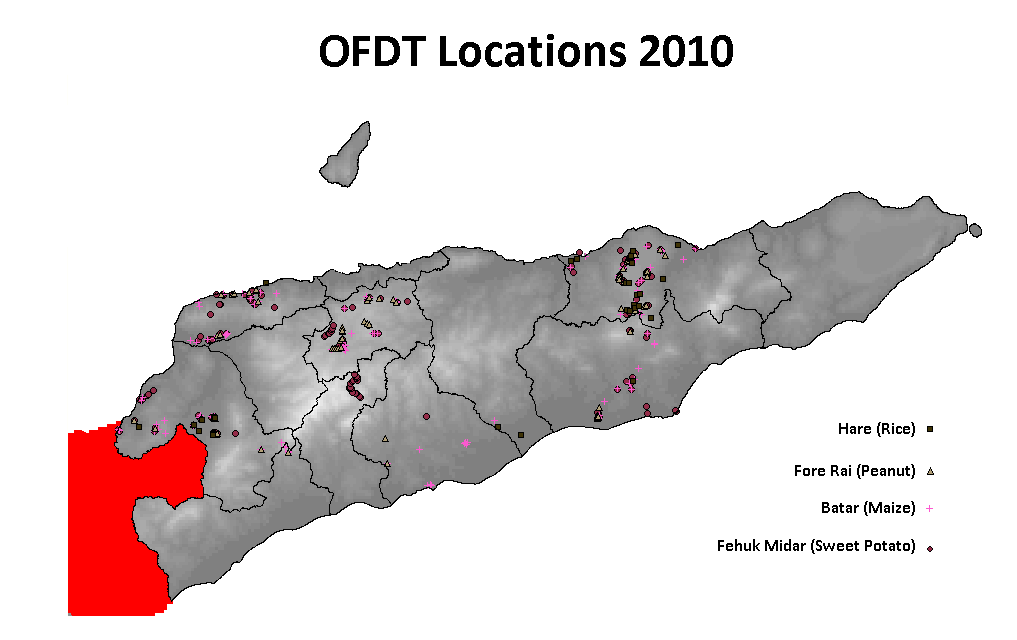 OFDT Locations 2010
Hare (Rice)
Fore Rai (Peanut)
Batar (Maize)
Fehuk Midar (Sweet Potato)